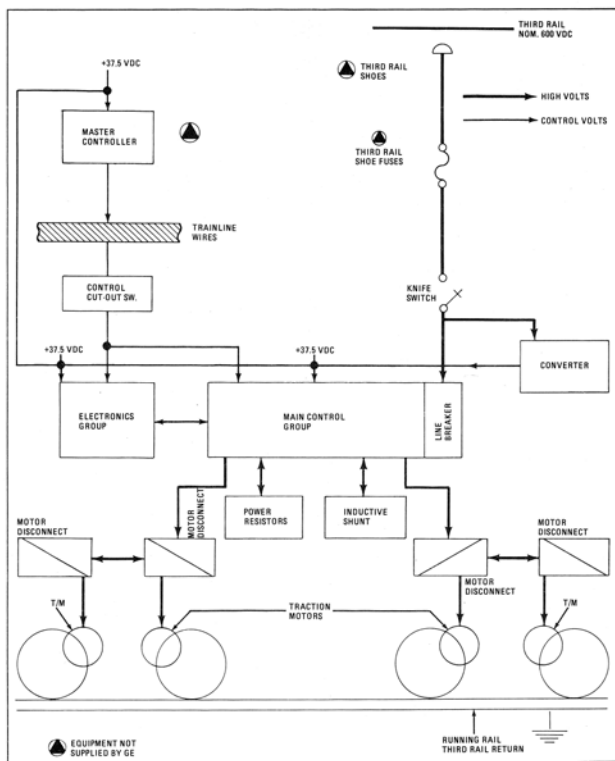 THIRD RAIL
NOM. 600 VDC
+37.5 VDC
THIRD RAIL
SHOES
HIGH VOLTS
CONTROL VOLTS
MASTER
CONTROLLER
THIRD RAIL
SHOE FUSES
TRAINLINE
WIRES
CONTROL
CUT-OUT SW.
KNIFE
SWITCH
+37.5 VDC
+37.5 VDC
CONVERTER
ELECTRONICS
GROUP
MAIN CONTROL
GROUP
LINE
BREAKER
MOTOR
DISCONNECT
POWER
RESISTORS
INDUCTIVE
SHUNT
MOTOR
DISCONNECT
MOTOR
DISCONNECT
MOTOR
DISCONNECT
T/M
TRACTION
MOTORS
T/M
EQUIPMENT NOT
SUPPLIED BY GE
RUNNING RAIL
THIRD RAIL RETURN